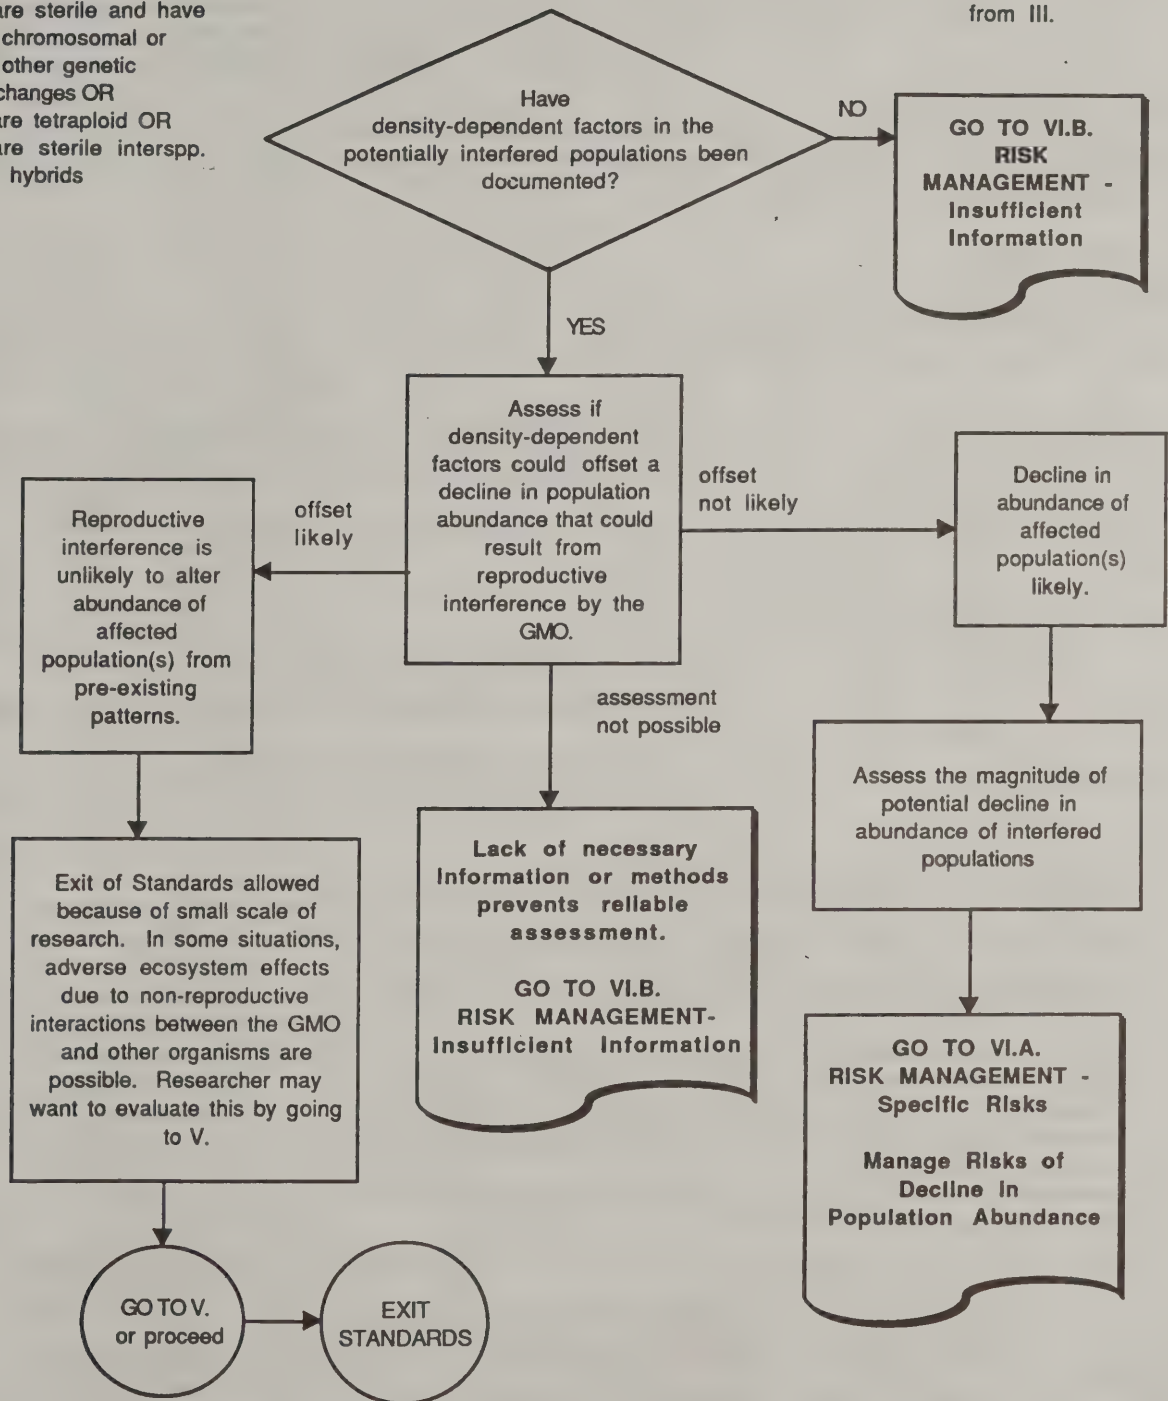 are sterile and have
chromosomal or
other genetic
changes OR
are tetraploid OR
are sterile interspp.
hybrids
from III.
Have
density-dependent factors in the
potentially interfered populations been
documented?
NO
GO TO VI.B.
RISK
MANAGEMENT -
Insufficient
Information
YES
Assess if
density-dependent
factors could offset a
decline in population
abundance that could
result from
reproductive
interference by the
GMO.
offset
likely
offset
not likely
assessment
not possible
Reproductive
interference is
unlikely to alter
abundance of
affected
population(s) from
pre-existing
patterns.
Decline in
abundance of
affected
population(s)
likely.
Assess the magnitude of
potential decline in
abundance of interfered
populations
Exit of Standards allowed
because of small scale of
research. In some situations,
adverse ecosystem effects
due to non-reproductive
interactions between the GMO
and other organisms are
possible. Researcher may
want to evaluate this by going
to V.
Lack of necessary
Information or methods
prevents reliable
assessment.
GO TO VI.B.
RISK MANAGEMENT-
Insufficient Information
GO TO VI.A.
RISK MANAGEMENT -
Specific Risks
Manage Risks of
Decline in
Population Abundance
GO TO V.
or proceed
EXIT
STANDARDS